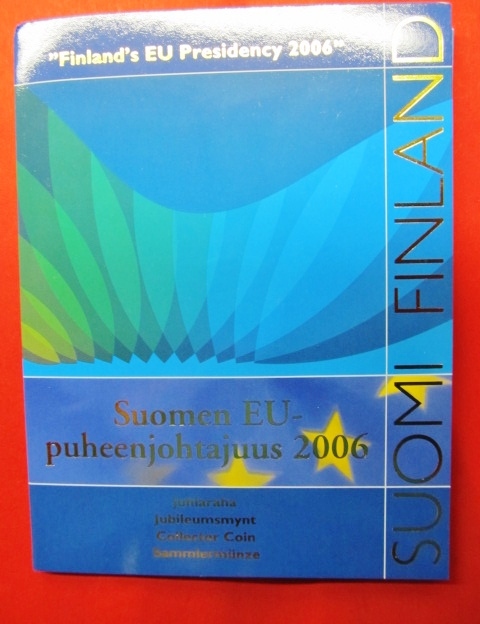 "Finland's EU Presidency 2006"
SUOMI FINLAND
Suomen EU-
puheenjohtajuus 2006
Juhlaraha
Jubileumsmynt
Collector Coin
Sammlermünze